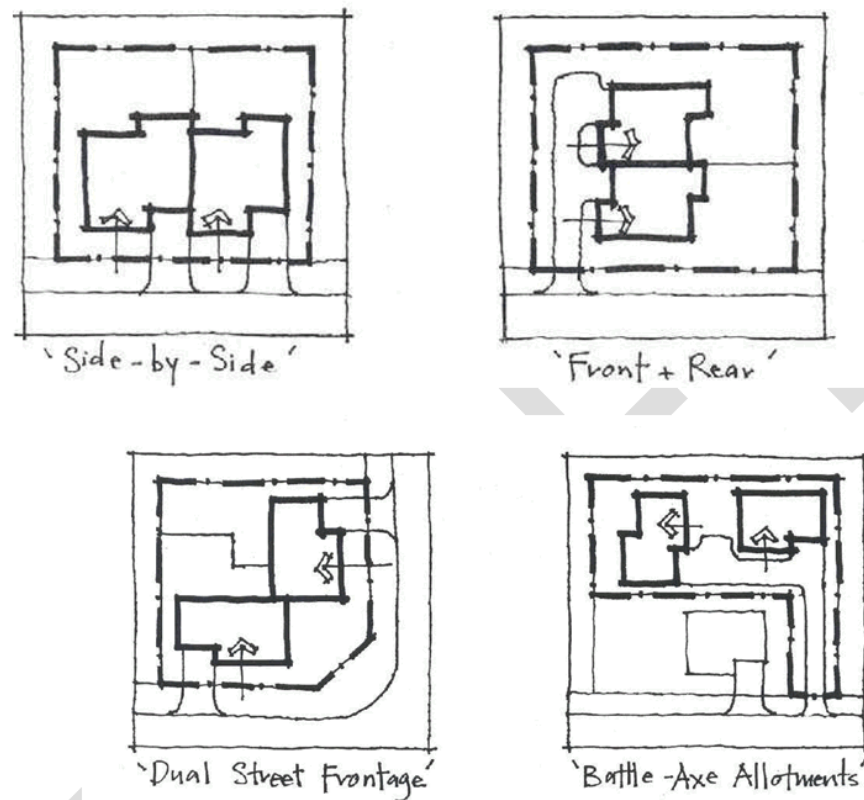 'Side-by-Side'
'Front + Rear'
'Dual Street Frontage'
'Battle-Axe Allotments'